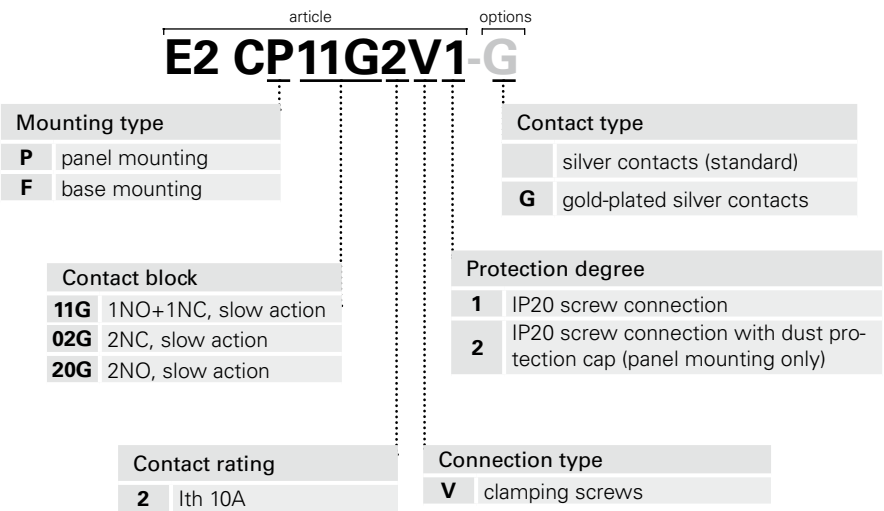 article
options
E2 CP11G2V1-G
Mounting type
P panel mounting
F base mounting
Contact type
silver contacts (standard)
G gold-plated silver contacts
Contact block
11G 1NO+1NC, slow action
02G 2NC, slow action
20G 2NO, slow action
Protection degree
1 IP20 screw connection
2 IP20 screw connection with dust pro-
tection cap (panel mounting only)
Contact rating
2 Ith 10A
Connection type
V clamping screws